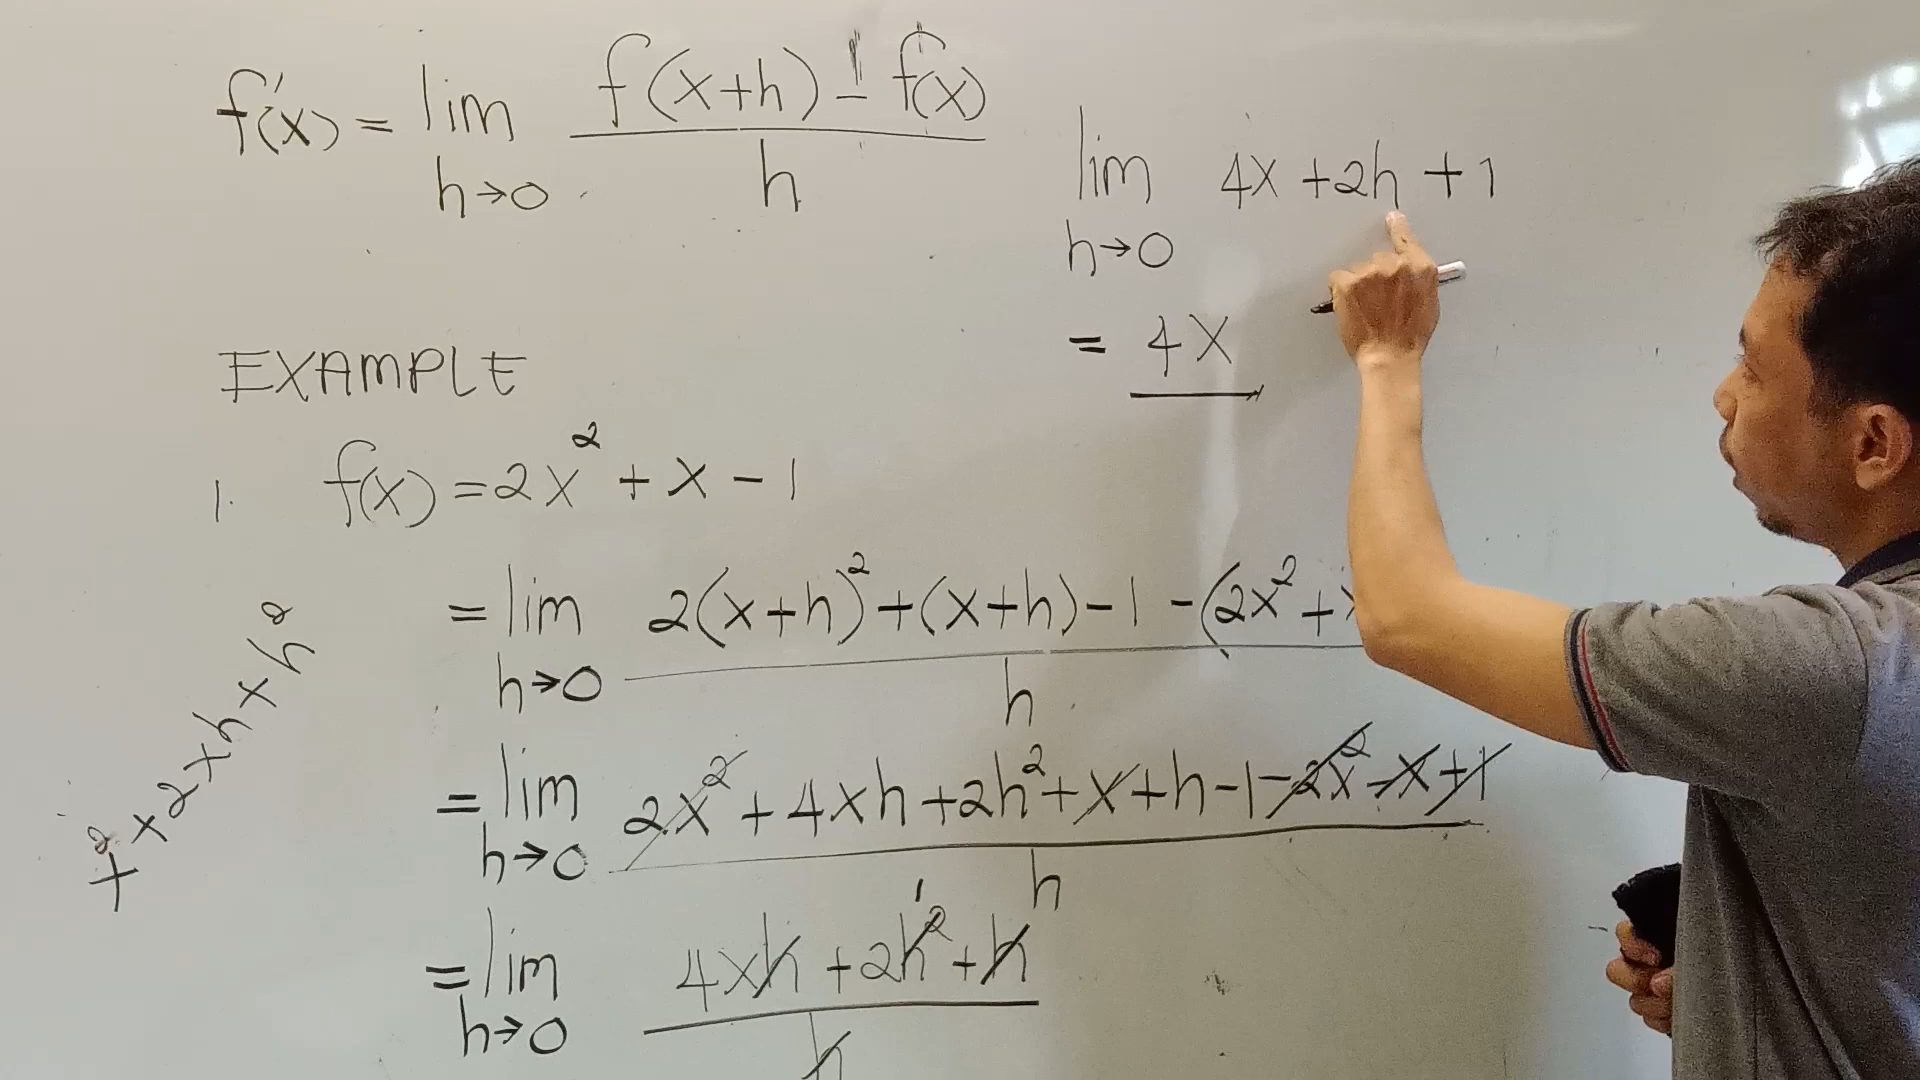 f'(x) = lim f(x+h) - f(x)
h→0 h
EXAMPLE
1. f(x) = 2x² + x - 1
= lim 2(x+h)² + (x+h) - 1 - (2x² +
h→0 h
= lim 2x² + 4xh + 2h² + x + h - 1 - 2x² - x + 1
h→0 h
= lim 4xh + 2h² + h
h→0 h
x 2xh x h²
lim 4x + 2h + 1
h→0
= 4x